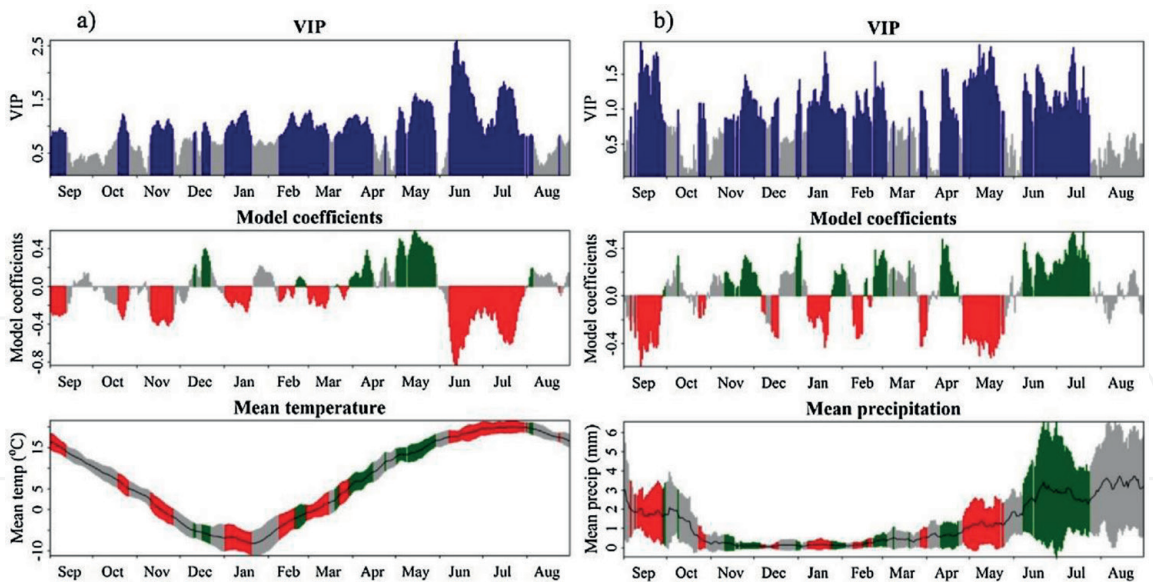 a)
VIP
VIP
2.5
1.5
0.5
Sep Oct Nov Dec Jan Feb Mar Apr May Jun Jul Aug
Model coefficients
Model coefficients
0.4
0.0
-0.4
-0.8
Sep Oct Nov Dec Jan Feb Mar Apr May Jun Jul Aug
Mean temperature
Mean temp (°C)
15
5
0
-10
Sep Oct Nov Dec Jan Feb Mar Apr May Jun Jul Aug
b)
VIP
VIP
1.5
1.0
0.5
Sep Oct Nov Dec Jan Feb Mar Apr May Jun Jul Aug
Model coefficients
Model coefficients
0.4
0.0
-0.4
Sep Oct Nov Dec Jan Feb Mar Apr May Jun Jul Aug
Mean precipitation
Mean precip (mm)
6
5
4
3
2
1
0
Sep Oct Nov Dec Jan Feb Mar Apr May Jun Jul Aug